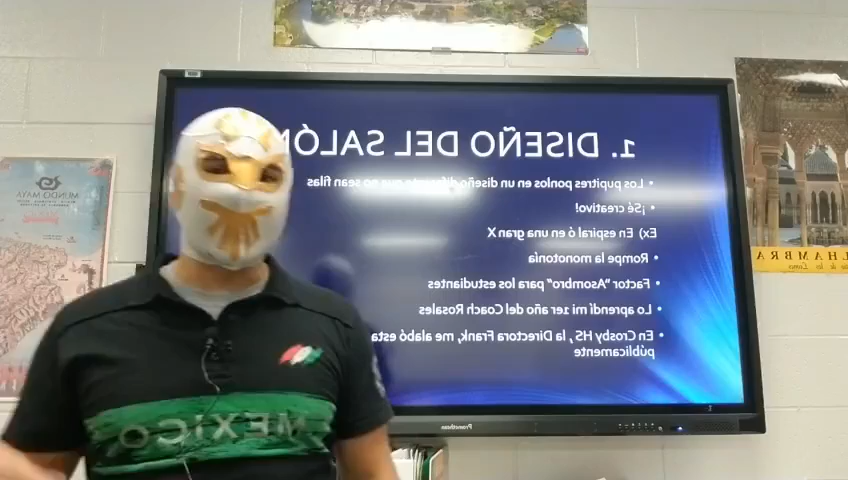 1. DISEÑO DEL SALÓN
• Los pupitres ponlos en un diseño que no sean filas
• ¡Sé creativo!
Ex) En espiral ó en una gran X
• Rompe la monotonía
• Factor "Asombro" para los estudiantes
• Lo aprendí mi 1er año del Coach Rosales
• En Crosby HS, la Directora Frank, me alabó esta
públicamente
Promethean
MUNDO MAYA
ALHAMBRA
MEXICO